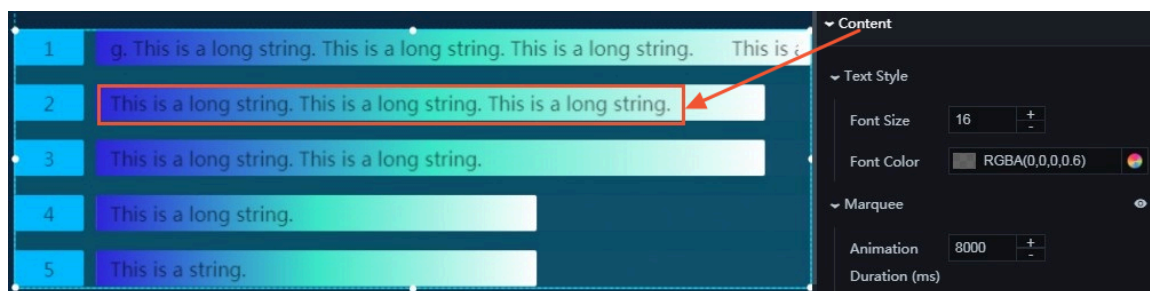 1 g. This is a long string. This is a long string. This is a long string. This is
2 This is a long string. This is a long string. This is a long string.
3 This is a long string. This is a long string.
4 This is a long string.
5 This is a string.
Content
Text Style
Font Size 16 + -
Font Color RGBA(0,0,0,0.6)
Marquee
Animation 8000 + -
Duration (ms)